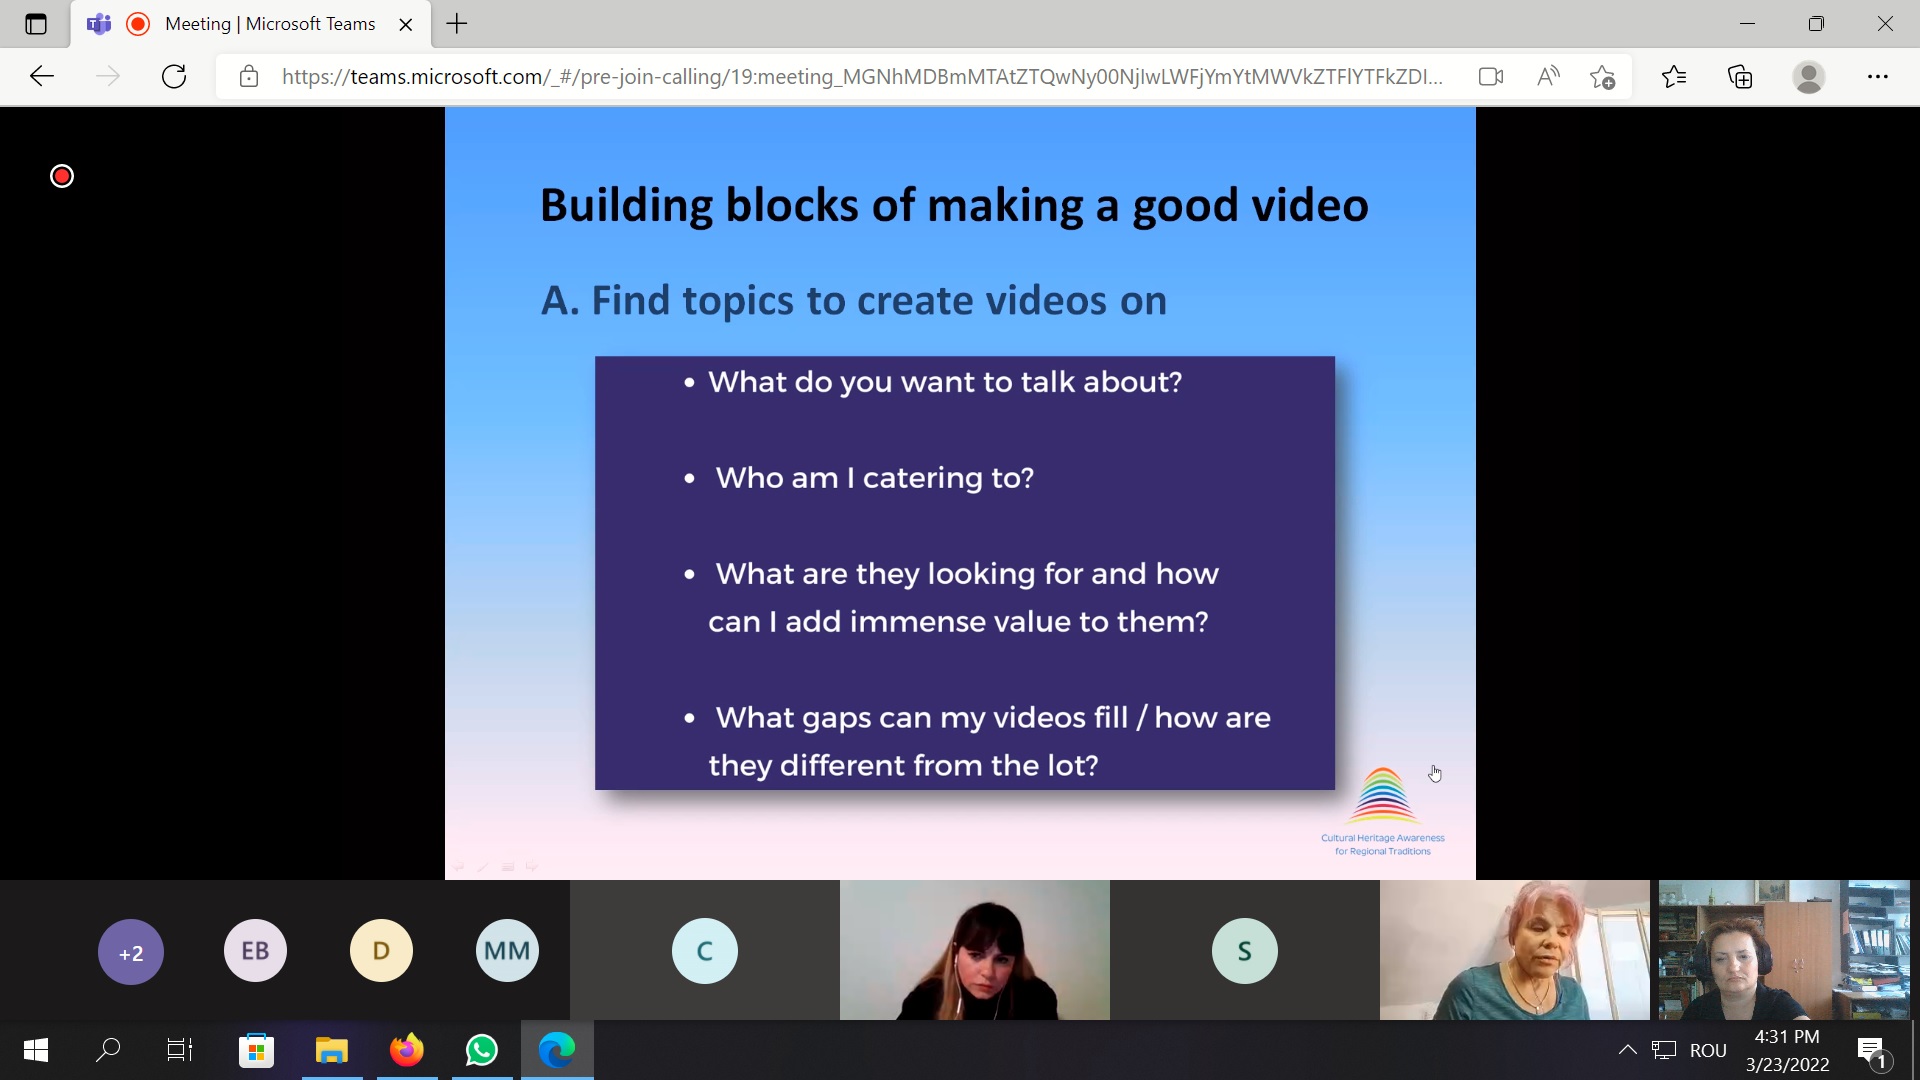 Meeting | Microsoft Teams
https://teams.microsoft.com/_#/pre-join-calling/19:meeting_MGNhMDBmMTAtZTQwNy00NjIwLWFjYmYtMWVkZTFlYTFkZDI...
Building blocks of making a good video
A. Find topics to create videos on
• What do you want to talk about?
• Who am I catering to?
• What are they looking for and how
can I add immense value to them?
• What gaps can my videos fill / how are
they different from the lot?
Cultural Heritage Awareness
for Regional Traditions
+2
EB
D
MM
C
S
ROU
4:31 PM
3/23/2022
1